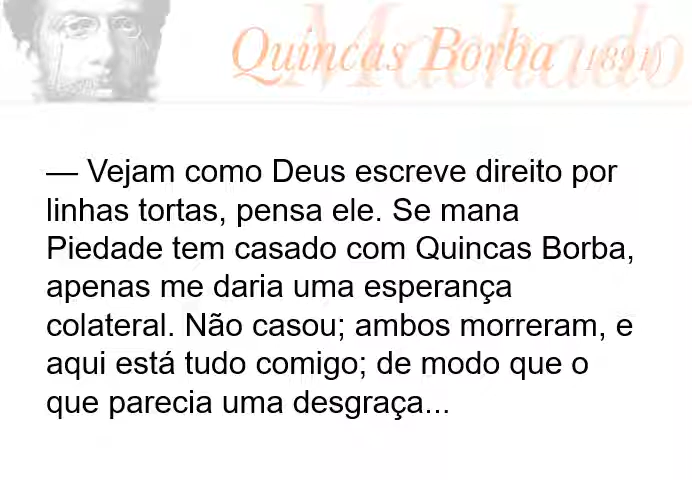 Quincas Borba (1891)
Machado
— Vejam como Deus escreve direito por
linhas tortas, pensa ele. Se mana
Piedade tem casado com Quincas Borba,
apenas me daria uma esperança
colateral. Não casou; ambos morreram, e
aqui está tudo comigo; de modo que o
que parecia uma desgraça...